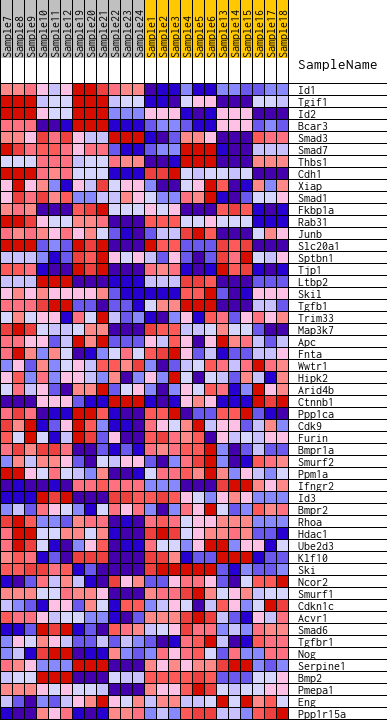 Sample7
Sample8
Sample9
Sample10
Sample11
Sample12
Sample19
Sample20
Sample21
Sample22
Sample23
Sample24
Sample1
Sample2
Sample3
Sample4
Sample5
Sample6
Sample13
Sample14
Sample15
Sample16
Sample17
Sample18
SampleName
Id1
Tgif1
Id2
Bcar3
Smad3
Smad7
Thbs1
Cdh1
Xiap
Smad1
Fkbp1a
Rab31
Junb
Slc20a1
Sptbn1
Tjp1
Ltbp2
Skil
Tgfb1
Trim33
Map3k7
Apc
Fnta
Wwtr1
Hipk2
Arid4b
Ctnnb1
Ppp1ca
Cdk9
Furin
Bmpr1a
Smurf2
Ppm1a
Ifngr2
Id3
Bmpr2
Rhoa
Hdac1
Ube2d3
Klf10
Ski
Ncor2
Smurf1
Cdkn1c
Acvr1
Smad6
Tgfbr1
Nog
Serpine1
Bmp2
Pmepa1
Eng
Ppp1r15a